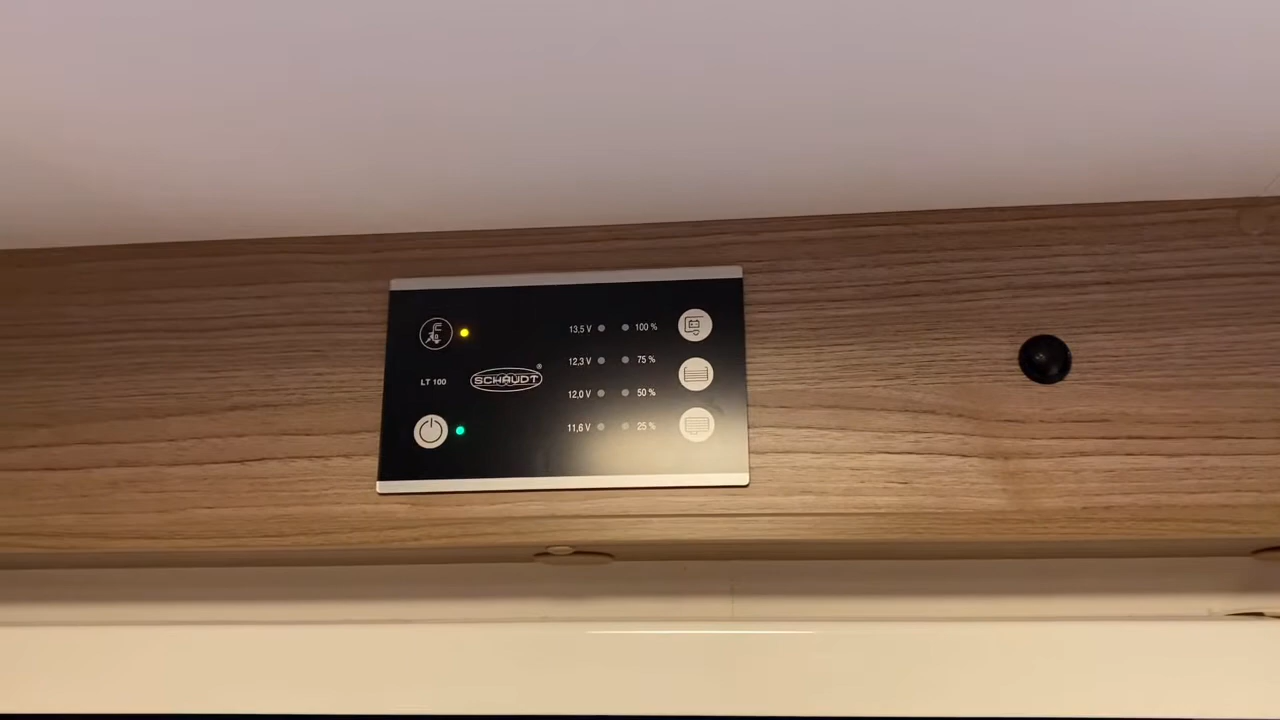 13,5 V 100 %
12,3 V 75 %
LT 100
SCHAUDT®
12,0 V 50 %
11,6 V 25 %